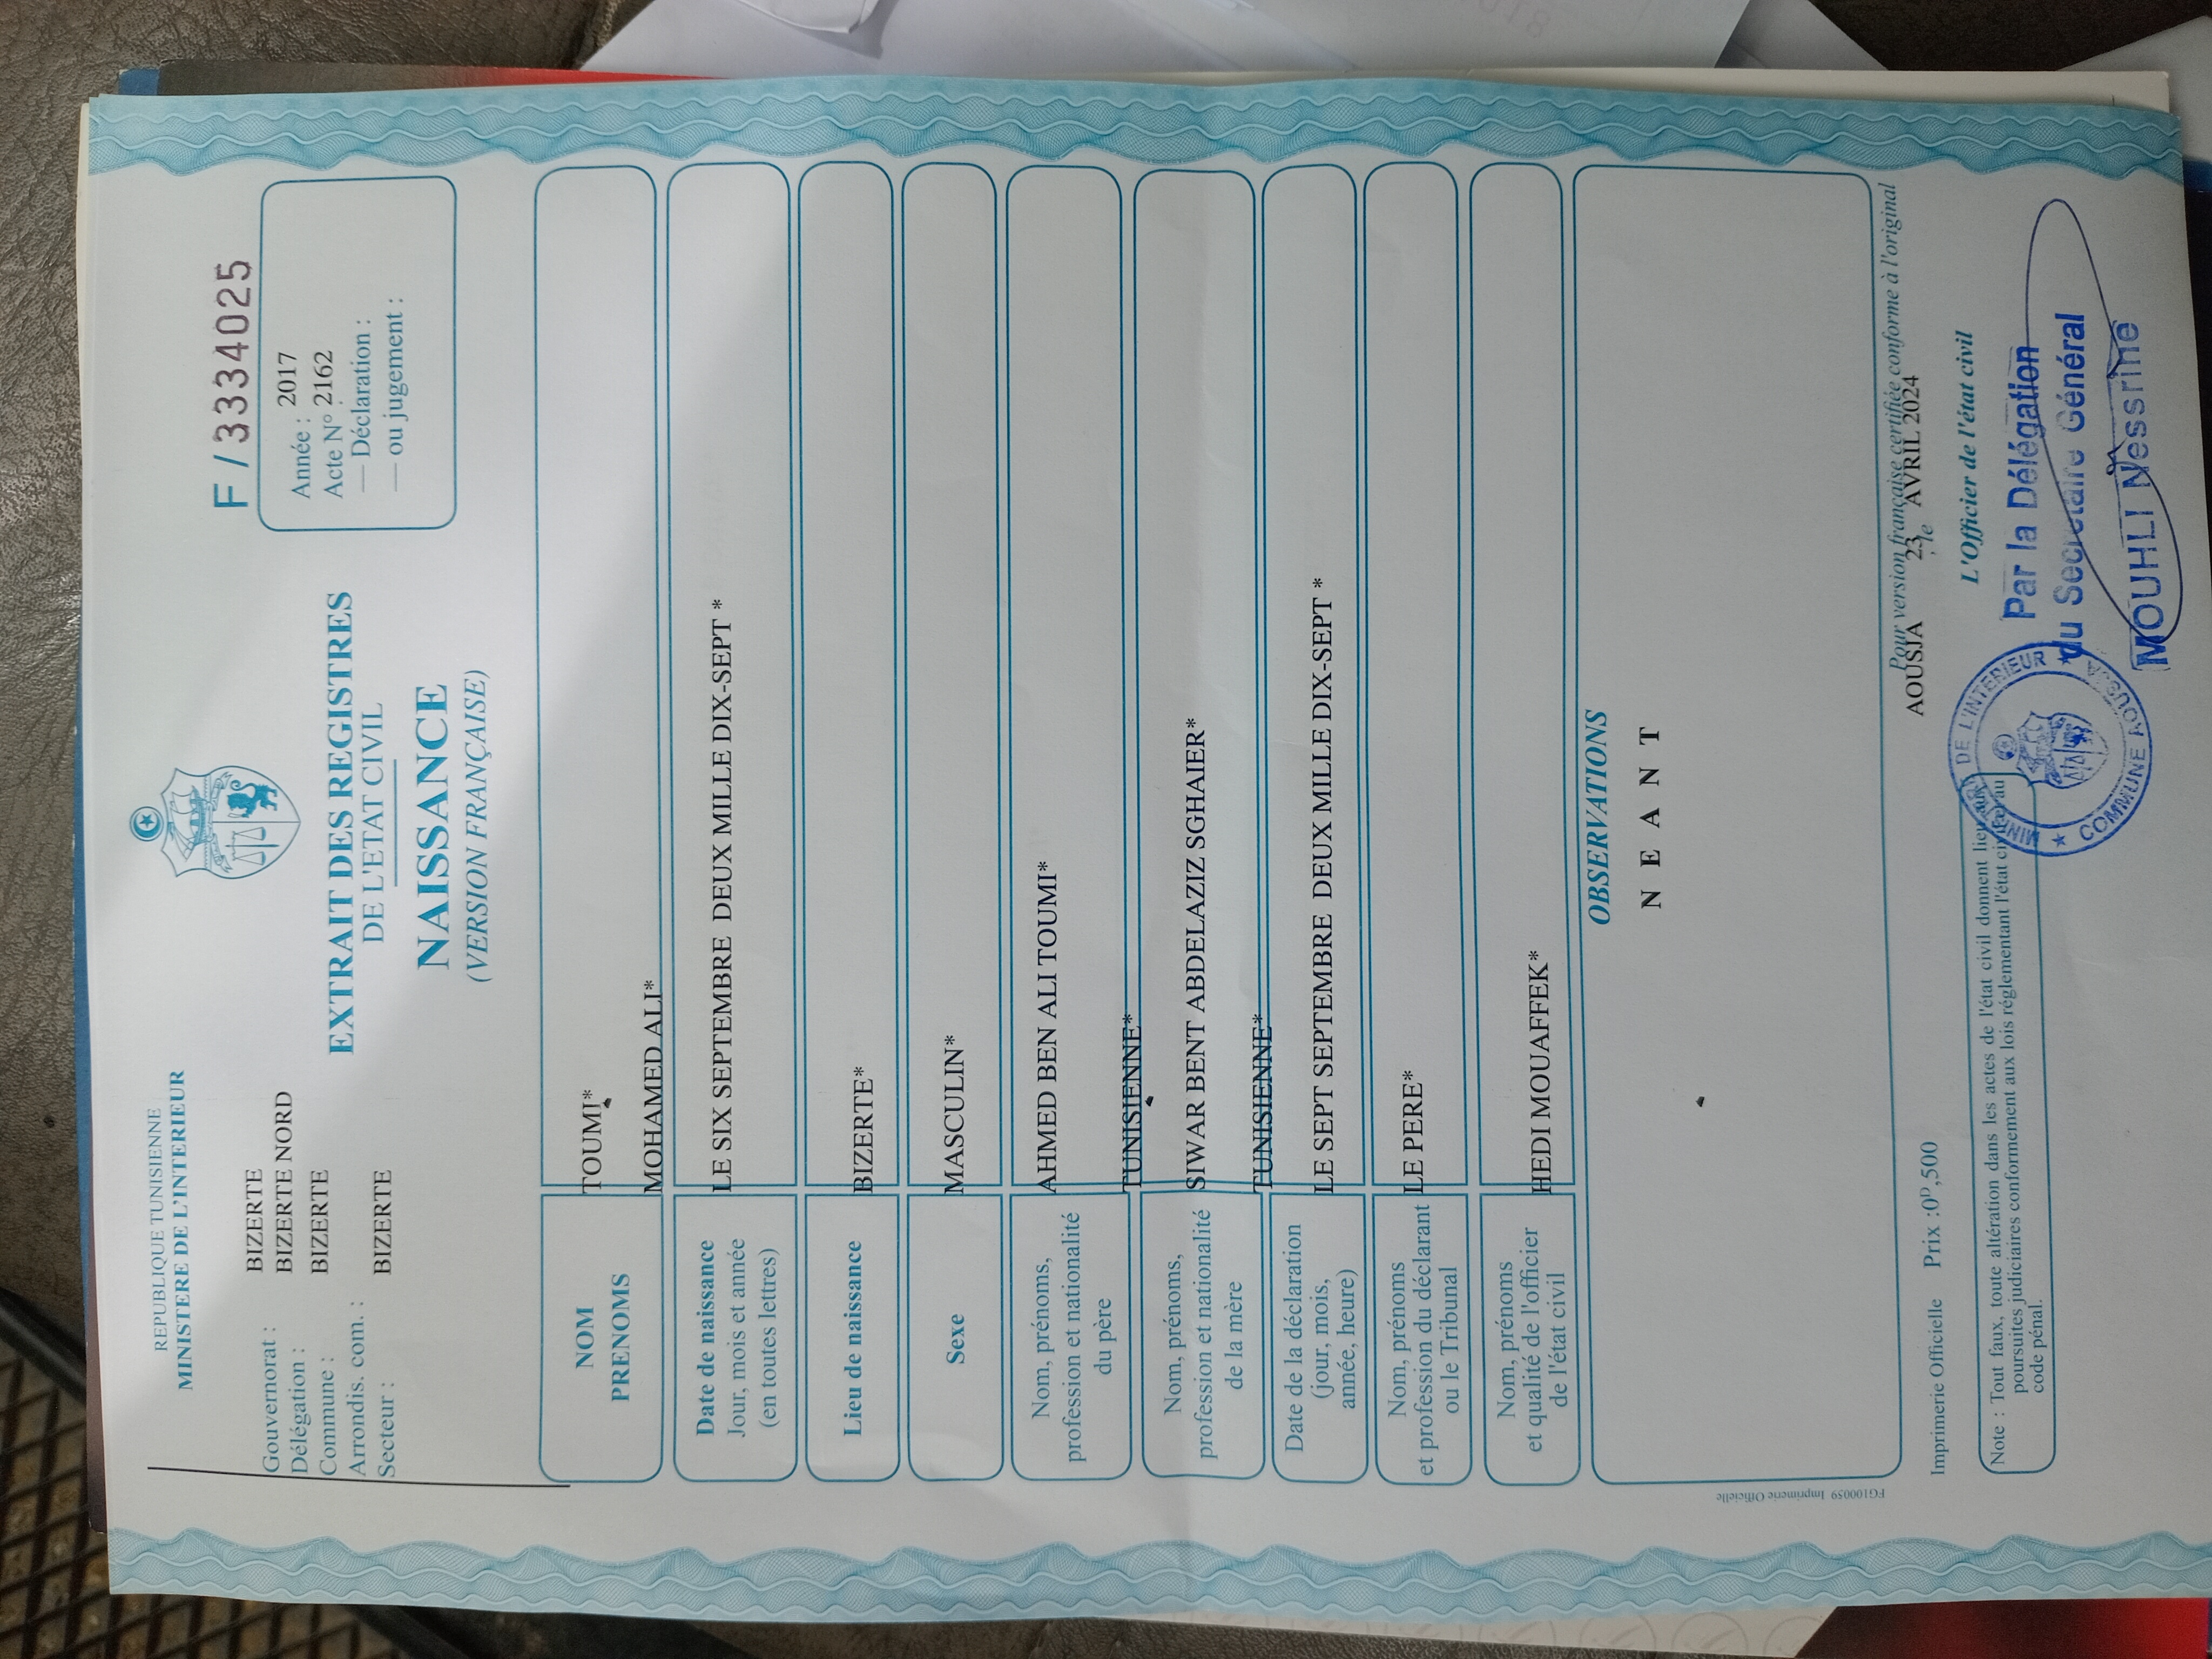 REPUBLIQUE TUNISIENNE
MINISTERE DE L'INTERIEUR
F / 3334025
Gouvernorat : BIZERTE
Délégation : BIZERTE NORD
Commune : BIZERTE
Arrondis. com. :
Secteur : BIZERTE
EXTRAIT DES REGISTRES
DE L'ETAT CIVIL
NAISSANCE
(VERSION FRANÇAISE)
Année : 2017
Acte N° 2162
— Déclaration :
— ou jugement :
NOM
PRENOMS
TOUMI*
MOHAMED ALI*
Date de naissance
Jour, mois et année
(en toutes lettres)
LE SIX SEPTEMBRE DEUX MILLE DIX-SEPT *
Lieu de naissance
BIZERTE*
Sexe
MASCULIN*
Nom, prénoms,
profession et nationalité
du père
AHMED BEN ALI TOUMI*
TUNISIENNE*
Nom, prénoms,
profession et nationalité
de la mère
SIWAR BENT ABDELAZIZ SGHAIER*
TUNISIENNE*
Date de la déclaration
(jour, mois,
année, heure)
LE SEPT SEPTEMBRE DEUX MILLE DIX-SEPT *
Nom, prénoms
et profession du déclarant
ou le Tribunal
LE PERE*
Nom, prénoms
et qualité de l'officier
de l'état civil
HEDI MOUAFFEK*
OBSERVATIONS
N E A N T
FG100059 Imprimerie Officielle
Pour version française certifiée conforme à l'original
AOUSJA , le 23 AVRIL 2024
Imprimerie Officielle Prix :0D,500
L'Officier de l'état civil
Par la Délégation
du Secrétaire Général
MOUHLI Nessrine
MINISTERE DE L'INTERIEUR
COMMUNE AOUSJA
Note : Tout faux, toute altération dans les actes de l'état civil donnent lieu aux
poursuites judiciaires conformement aux lois réglementant l'état civil au
code pénal.